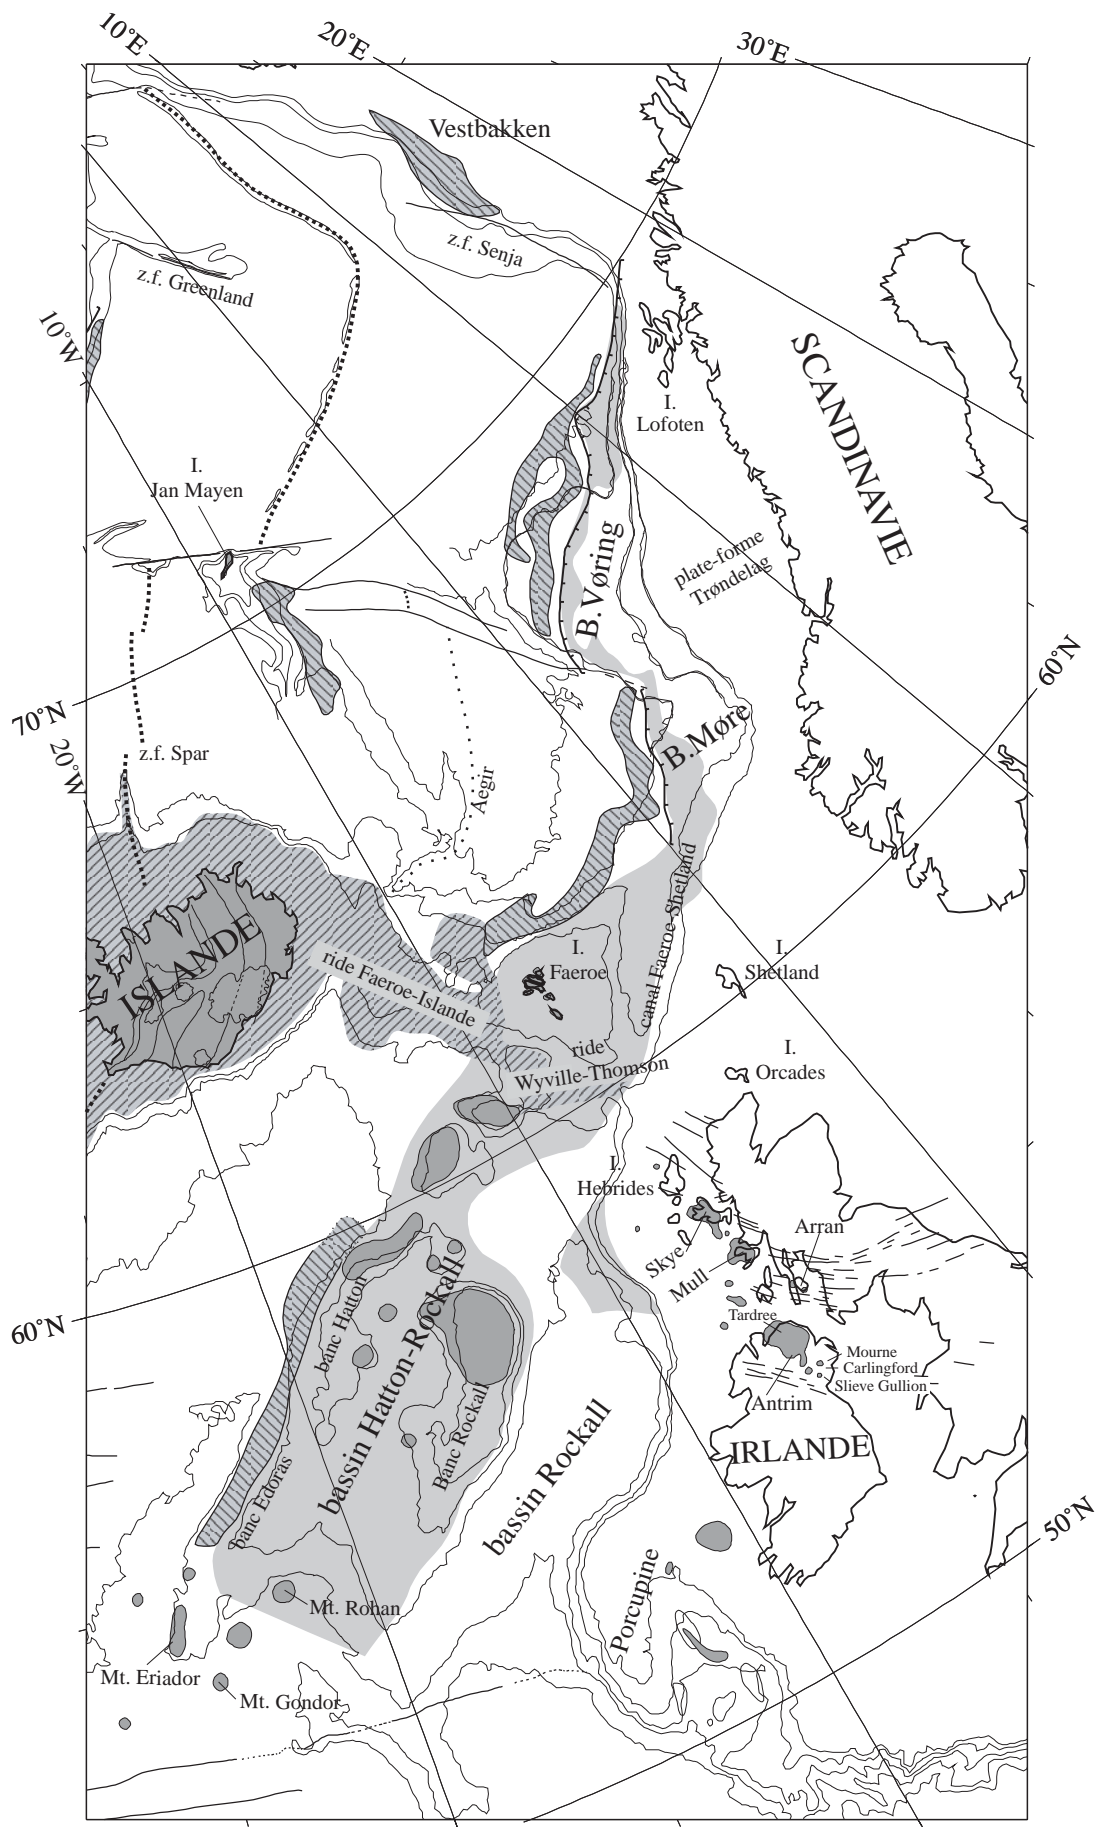 10°E
20°E
30°E
Vestbakken
z.f. Senja
z.f. Greenland
10°W
SCANDINAVIE
I.
Lofoten
I.
Jan Mayen
B.Vøring
plate-forme
Trøndelag
60°N
70°N
20°W
z.f. Spar
B.Møre
Aegir
canal Faeroe-Shetland
ISLANDE
ride Faeroe-Islande
I.
Faeroe
I.
Shetland
ride
Wyville-Thomson
I.
Orcades
I.
Hebrides
Skye
Mull
Arran
60°N
banc Hatton
bassin Hatton-Rockall
Banc Rockall
Tardree
Mourne
Carlingford
Slieve Gullion
Antrim
IRLANDE
banc Edoras
bassin Rockall
50°N
Porcupine
Mt. Rohan
Mt. Eriador
Mt. Gondor